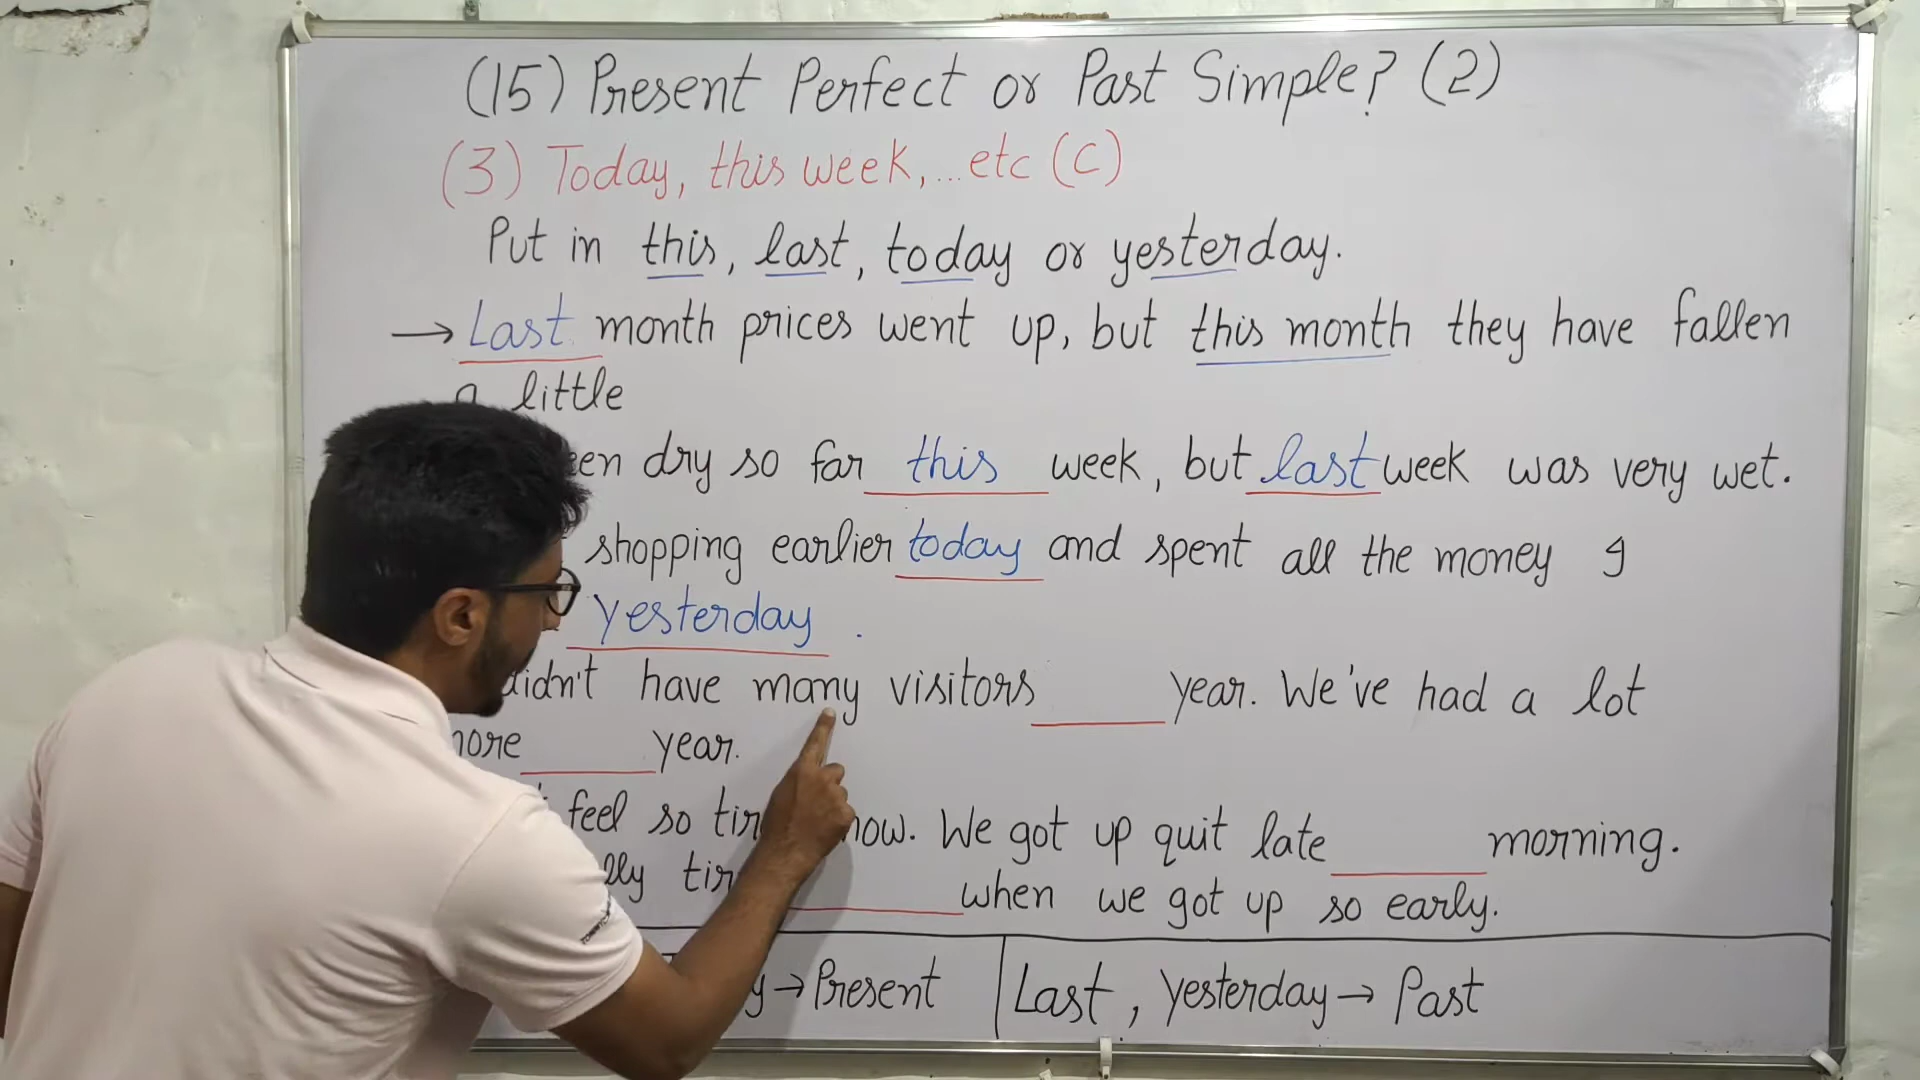 (15) Present Perfect or Past Simple? (2)
(3) Today, this week,...etc (C)
Put in this, last, today or yesterday.
→ Last month prices went up, but this month they have fallen
a little
dry so far this week, but last week was very wet.
shopping earlier today and spent all the money I
yesterday.
didn't have many visitors ____ year. We've had a lot
more ____ year.
feel so now. We got up quit late ____ morning.
____ when we got up so early.
→ Present | Last, yesterday → Past